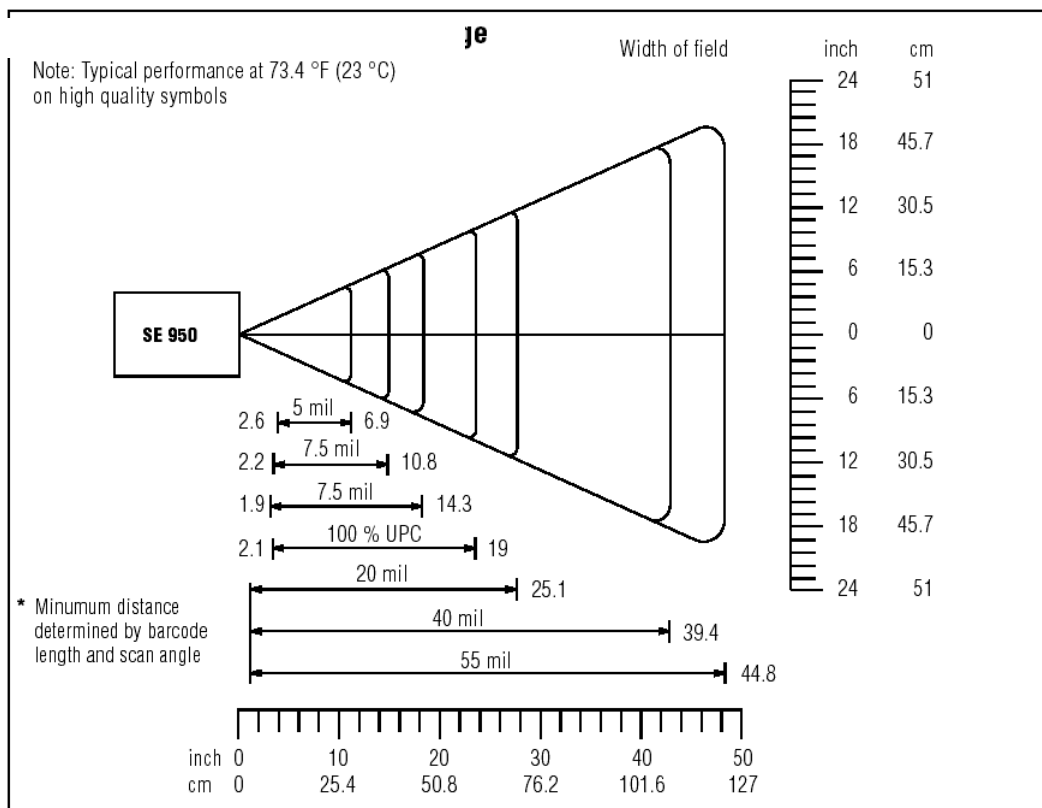 ge
Note: Typical performance at 73.4 °F (23 °C)
on high quality symbols
Width of field
inch cm
24 51
18 45.7
12 30.5
6 15.3
0 0
6 15.3
12 30.5
18 45.7
24 51
SE 950
2.6 5 mil 6.9
2.2 7.5 mil 10.8
1.9 7.5 mil 14.3
2.1 100 % UPC 19
20 mil 25.1
40 mil 39.4
55 mil 44.8
* Minumum distance
determined by barcode
length and scan angle
inch 0 10 20 30 40 50
cm 0 25.4 50.8 76.2 101.6 127